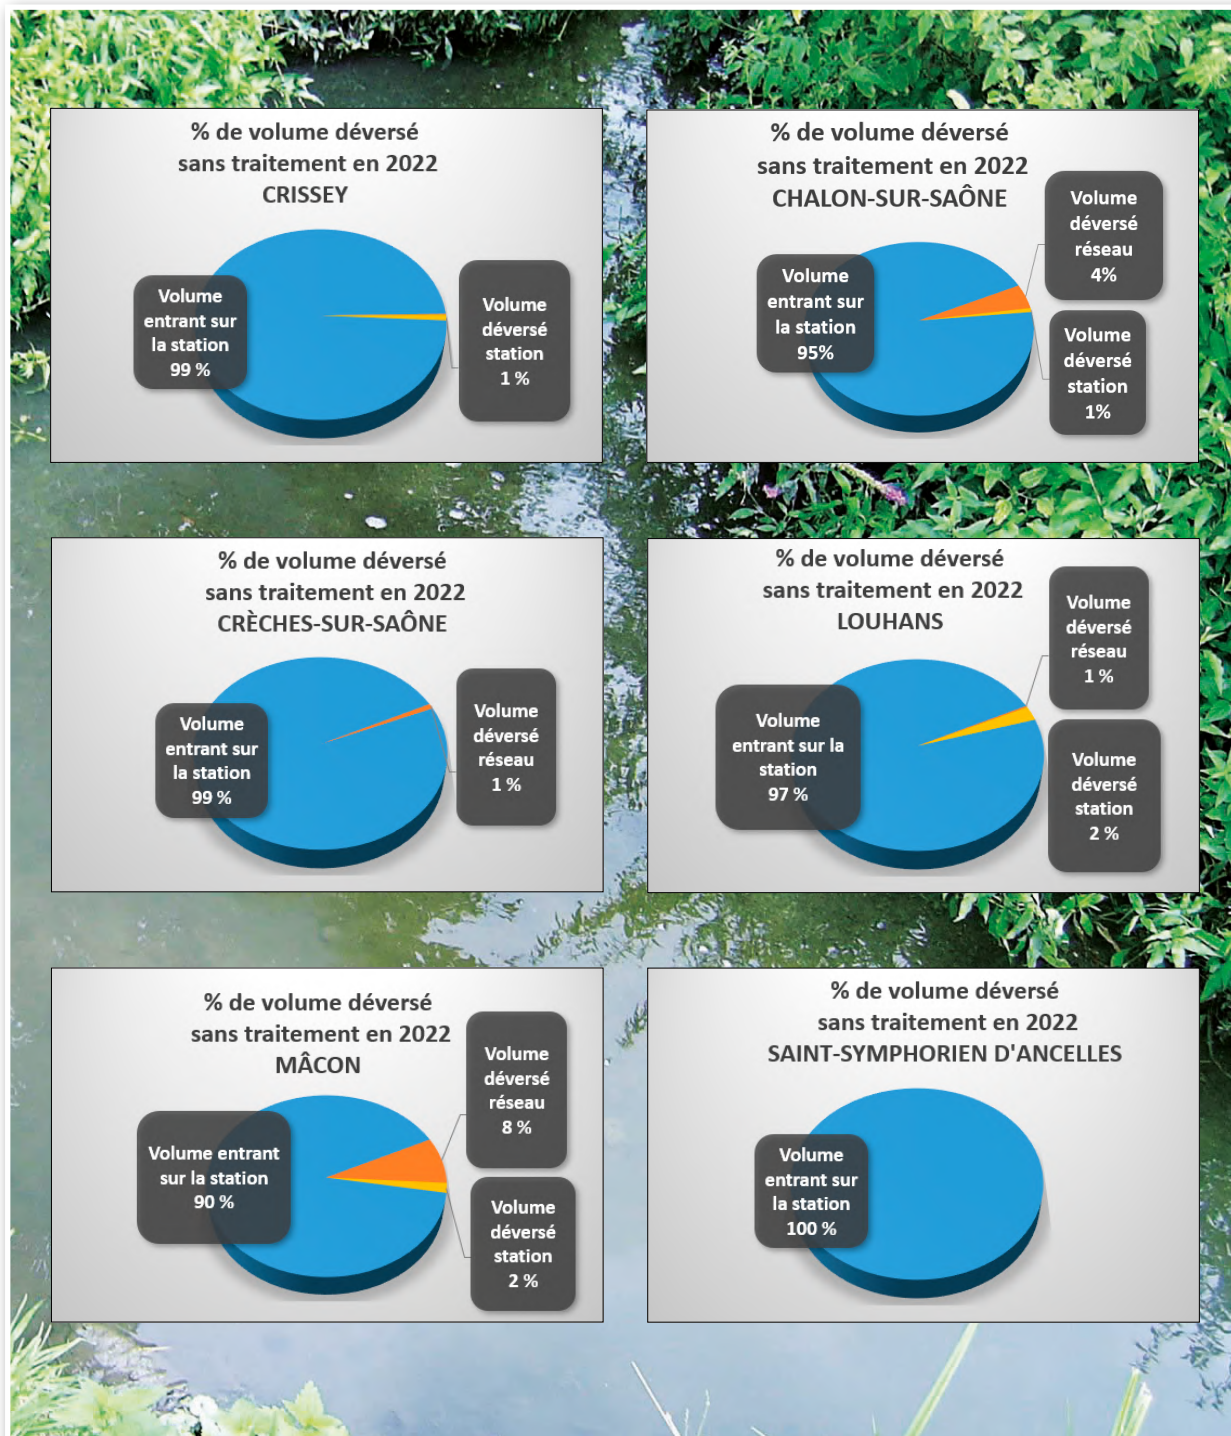 % de volume déversé
sans traitement en 2022
CRISSEY
Volume
entrant sur
la station
99 %
Volume
déversé
station
1 %
% de volume déversé
sans traitement en 2022
CHALON-SUR-SAÔNE
Volume
entrant sur
la station
95%
Volume
déversé
réseau
4%
Volume
déversé
station
1%
% de volume déversé
sans traitement en 2022
CRÈCHES-SUR-SAÔNE
Volume
entrant sur
la station
99 %
Volume
déversé
réseau
1 %
% de volume déversé
sans traitement en 2022
LOUHANS
Volume
entrant sur la
station
97 %
Volume
déversé
réseau
1 %
Volume
déversé
station
2 %
% de volume déversé
sans traitement en 2022
MÂCON
Volume entrant
sur la station
90 %
Volume
déversé
réseau
8 %
Volume
déversé
station
2 %
% de volume déversé
sans traitement en 2022
SAINT-SYMPHORIEN D'ANCELLES
Volume
entrant sur
la station
100 %